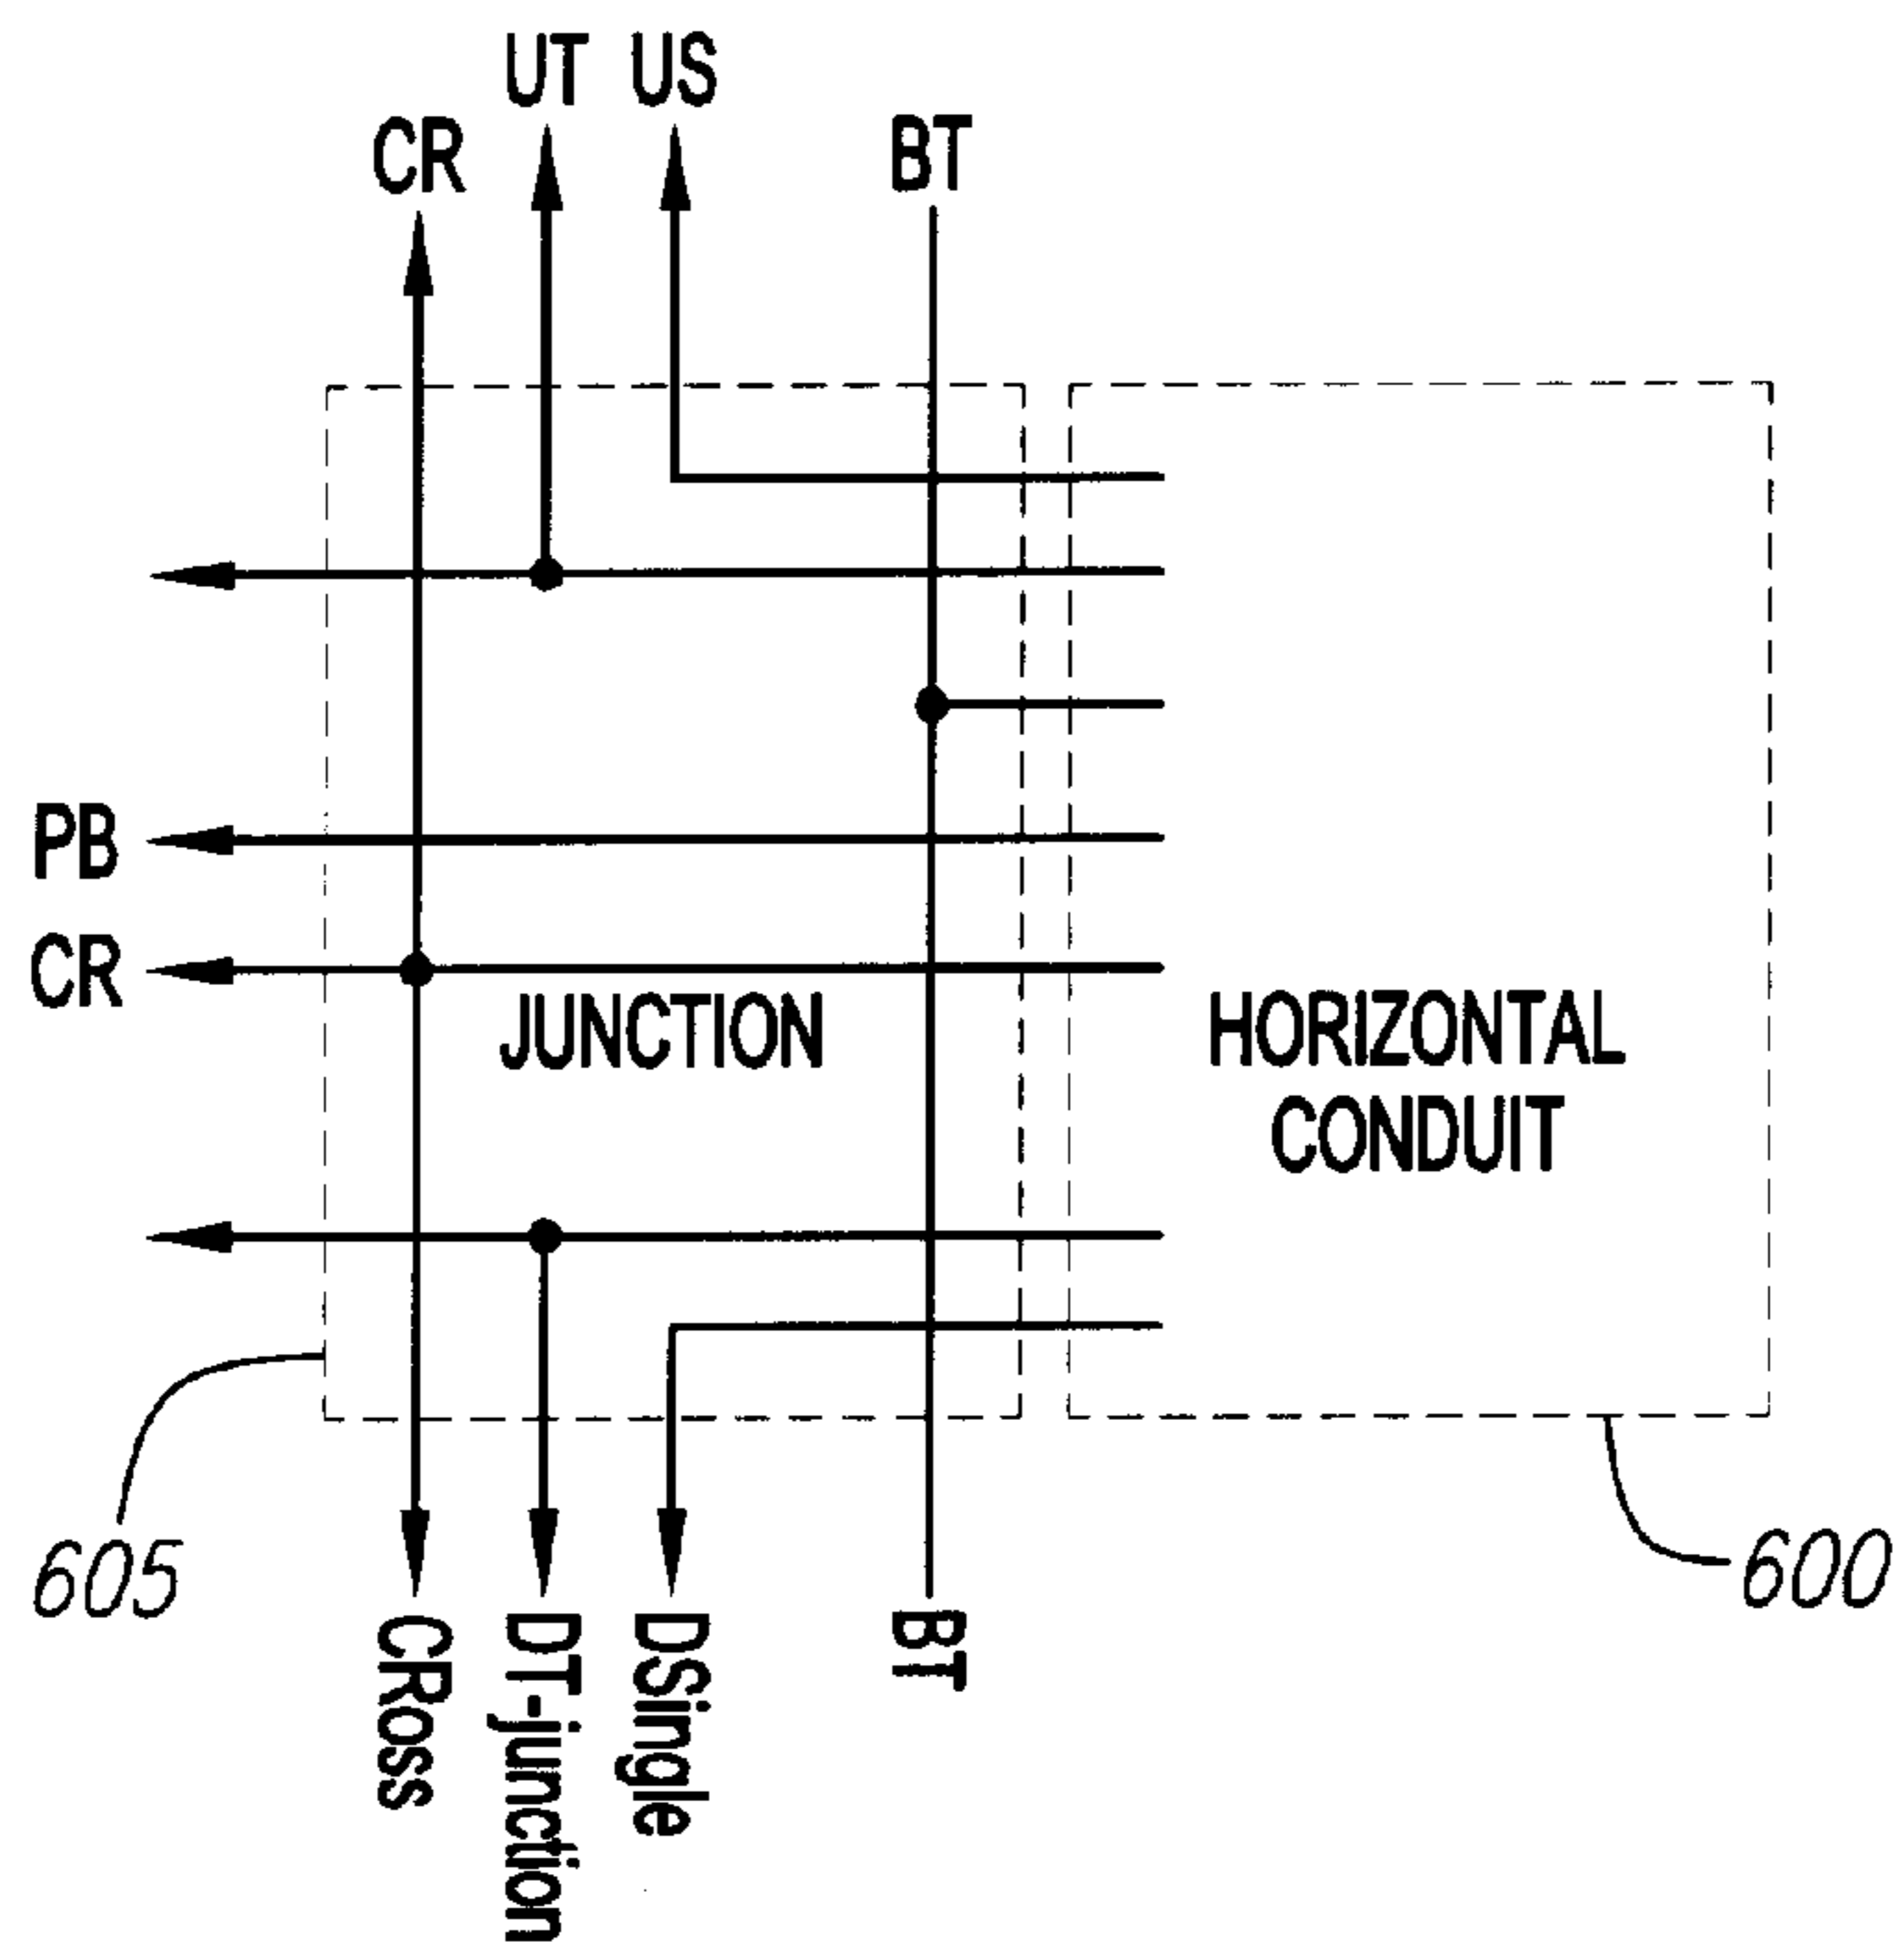 UT US
CR
BT
PB
CR
JUNCTION
HORIZONTAL
CONDUIT
605
600
CRoss
DT-junction
DSingle
BT